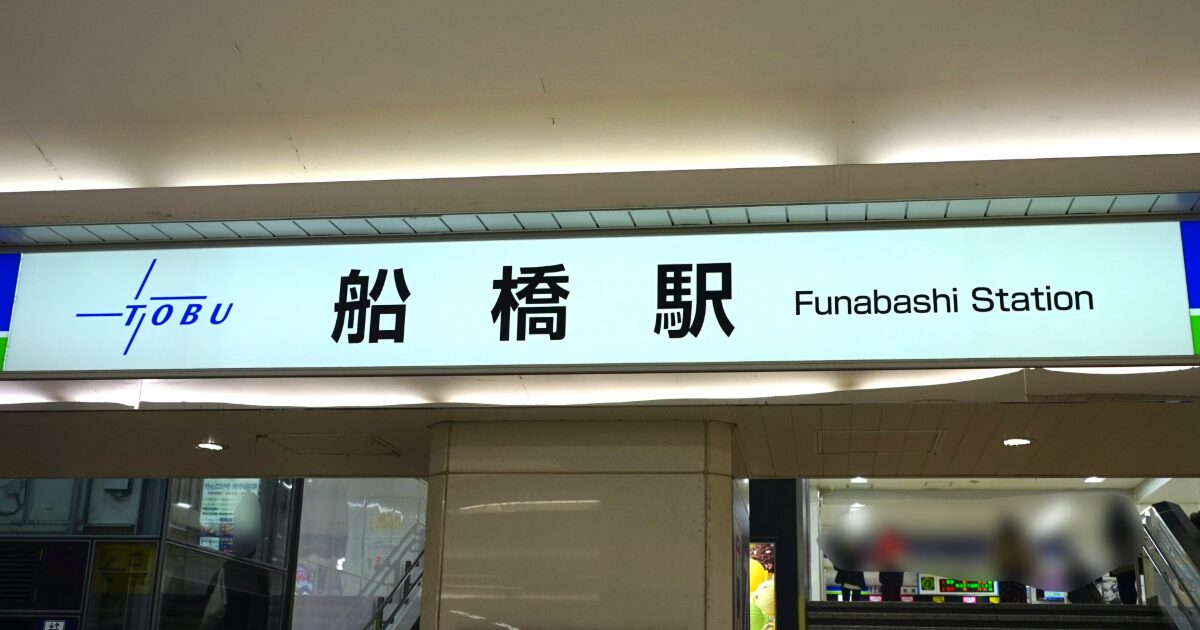 TOBU 船橋駅 Funabashi Station